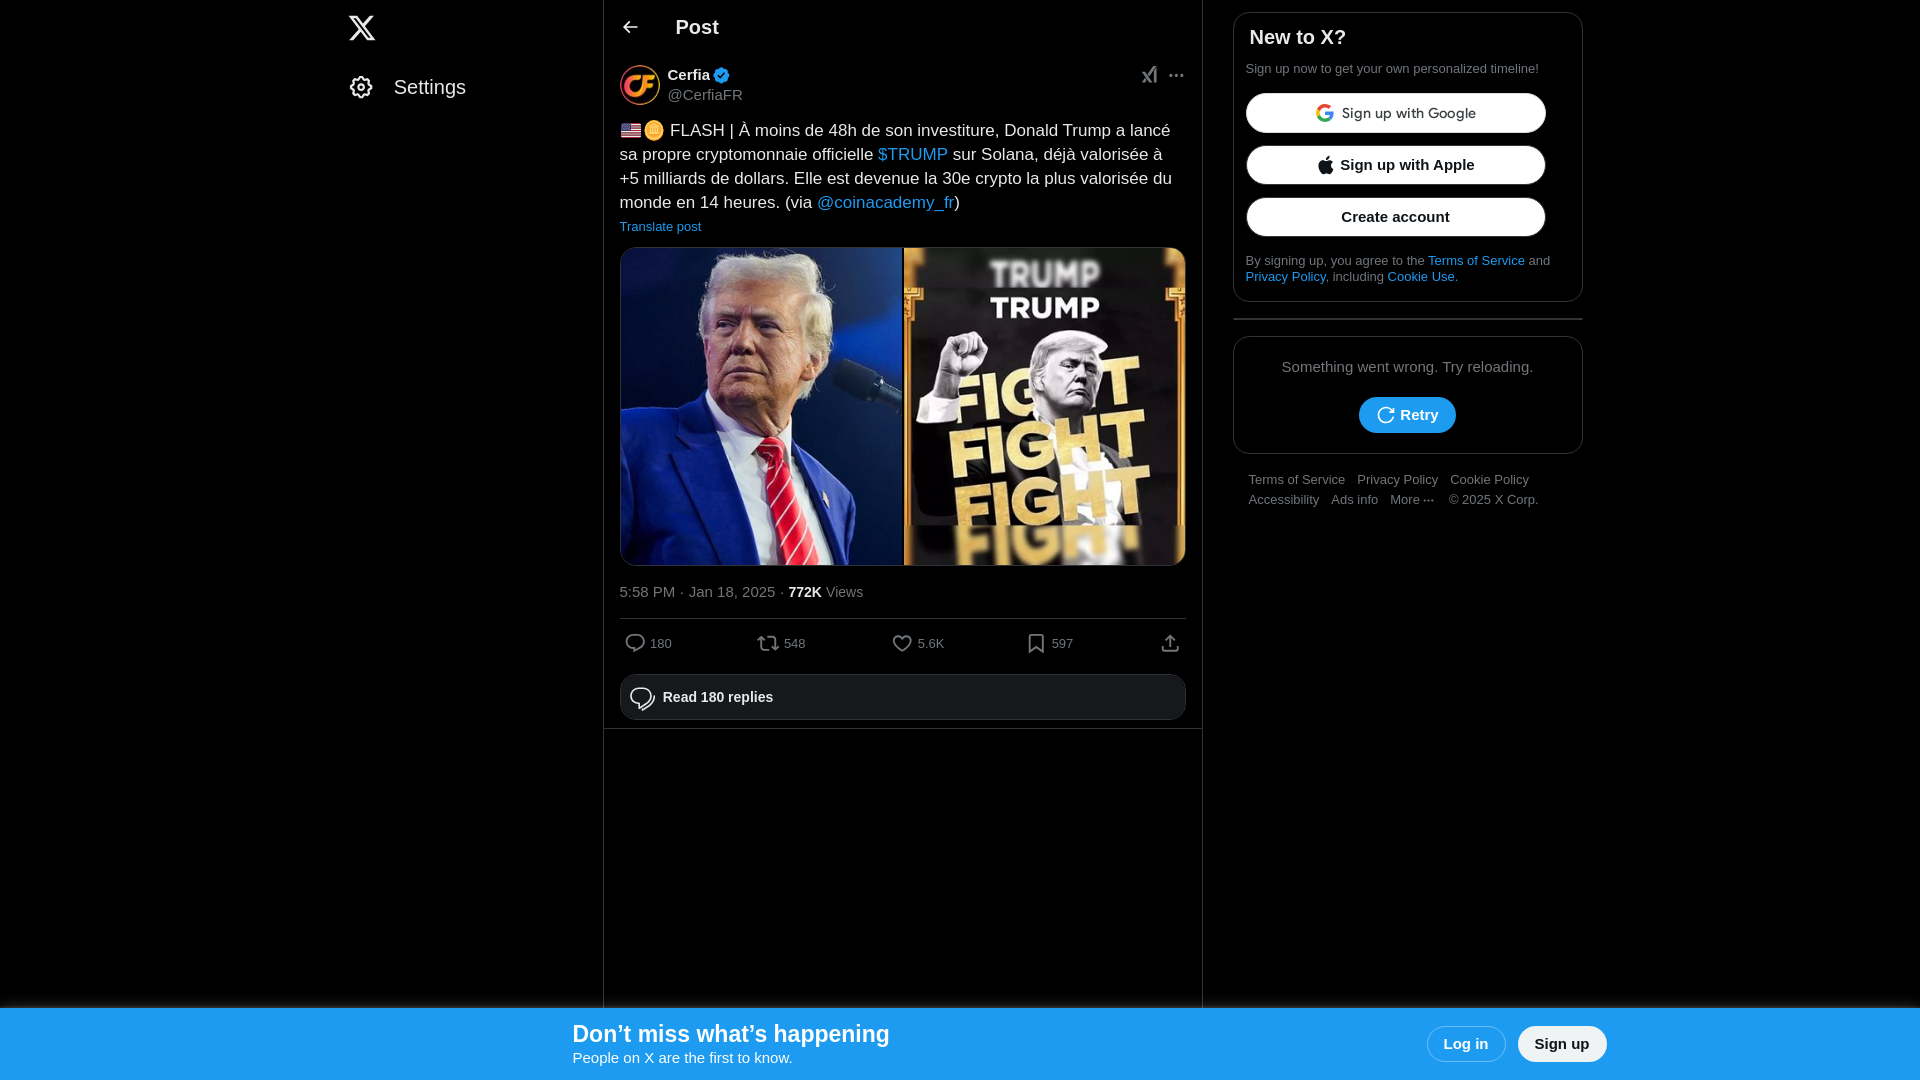 Settings
Post
Cerfia
@CerfiaFR
🇺🇸🪙 FLASH | À moins de 48h de son investiture, Donald Trump a lancé
sa propre cryptomonnaie officielle $TRUMP sur Solana, déjà valorisée à
+5 milliards de dollars. Elle est devenue la 30e crypto la plus valorisée du
monde en 14 heures. (via @coinacademy_fr)
Translate post
TRUMP
TRUMP
FIGHT
FIGHT
FIGHT
FIGHT
5:58 PM · Jan 18, 2025 · 772K Views
180
548
5.6K
597
Read 180 replies
New to X?
Sign up now to get your own personalized timeline!
Sign up with Google
Sign up with Apple
Create account
By signing up, you agree to the Terms of Service and
Privacy Policy, including Cookie Use.
Something went wrong. Try reloading.
Retry
Terms of Service Privacy Policy Cookie Policy
Accessibility Ads info More ··· © 2025 X Corp.
Don’t miss what’s happening
People on X are the first to know.
Log in
Sign up